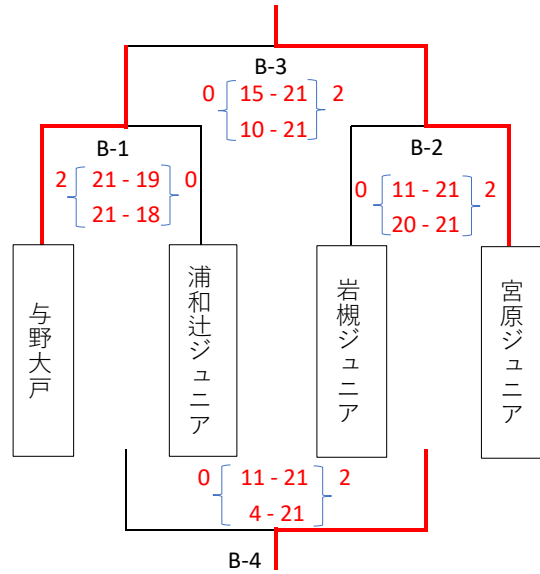 B-3
0 15 - 21 2
10 - 21
B-1
2 21 - 19 0
21 - 18
B-2
0 11 - 21 2
20 - 21
与野大戸
浦和辻ジュニア
岩槻ジュニア
宮原ジュニア
0 11 - 21 2
4 - 21
B-4